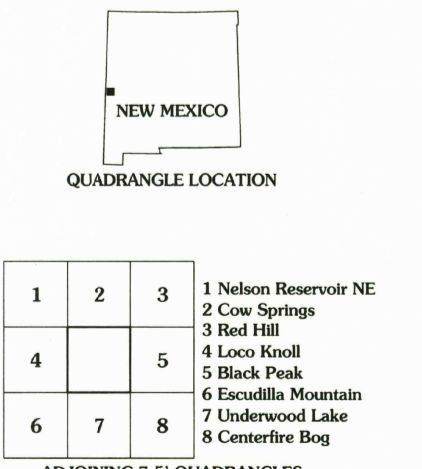 NEW MEXICO
QUADRANGLE LOCATION
1 2 3
4 5
6 7 8
1 Nelson Reservoir NE
2 Cow Springs
3 Red Hill
4 Loco Knoll
5 Black Peak
6 Escudilla Mountain
7 Underwood Lake
8 Centerfire Bog
ADJOINING 7.5' QUADRANGLES